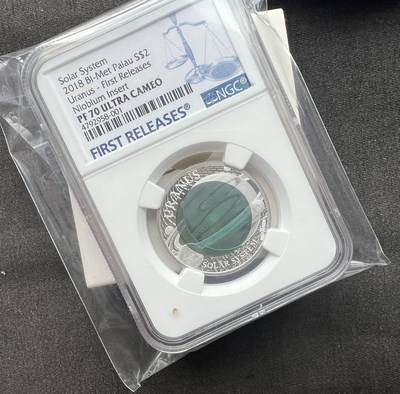 Solar System
2018 Bi-Met Palau S$2
Uranus - First Releases
Niobium Insert
PF 70 ULTRA CAMEO
4792958-001
FIRST RELEASES®
NGC
URANUS
SOLAR SYSTEM